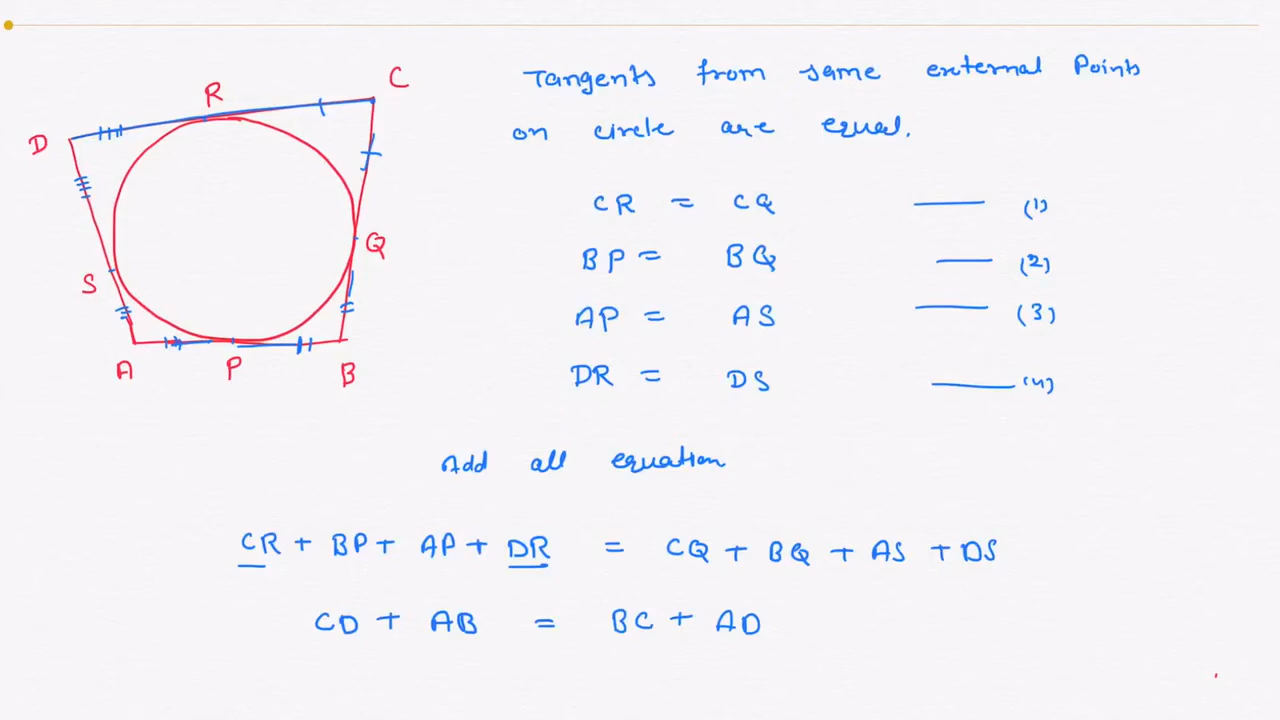 Tangents from same external Points
on circle are equal.
CR = CQ —— (1)
BP = BQ —— (2)
AP = AS —— (3)
DR = DS —— (4)
Add all equation
CR + BP + AP + DR = CQ + BQ + AS + DS
CD + AB = BC + AD
R
C
D
Q
S
A
P
B